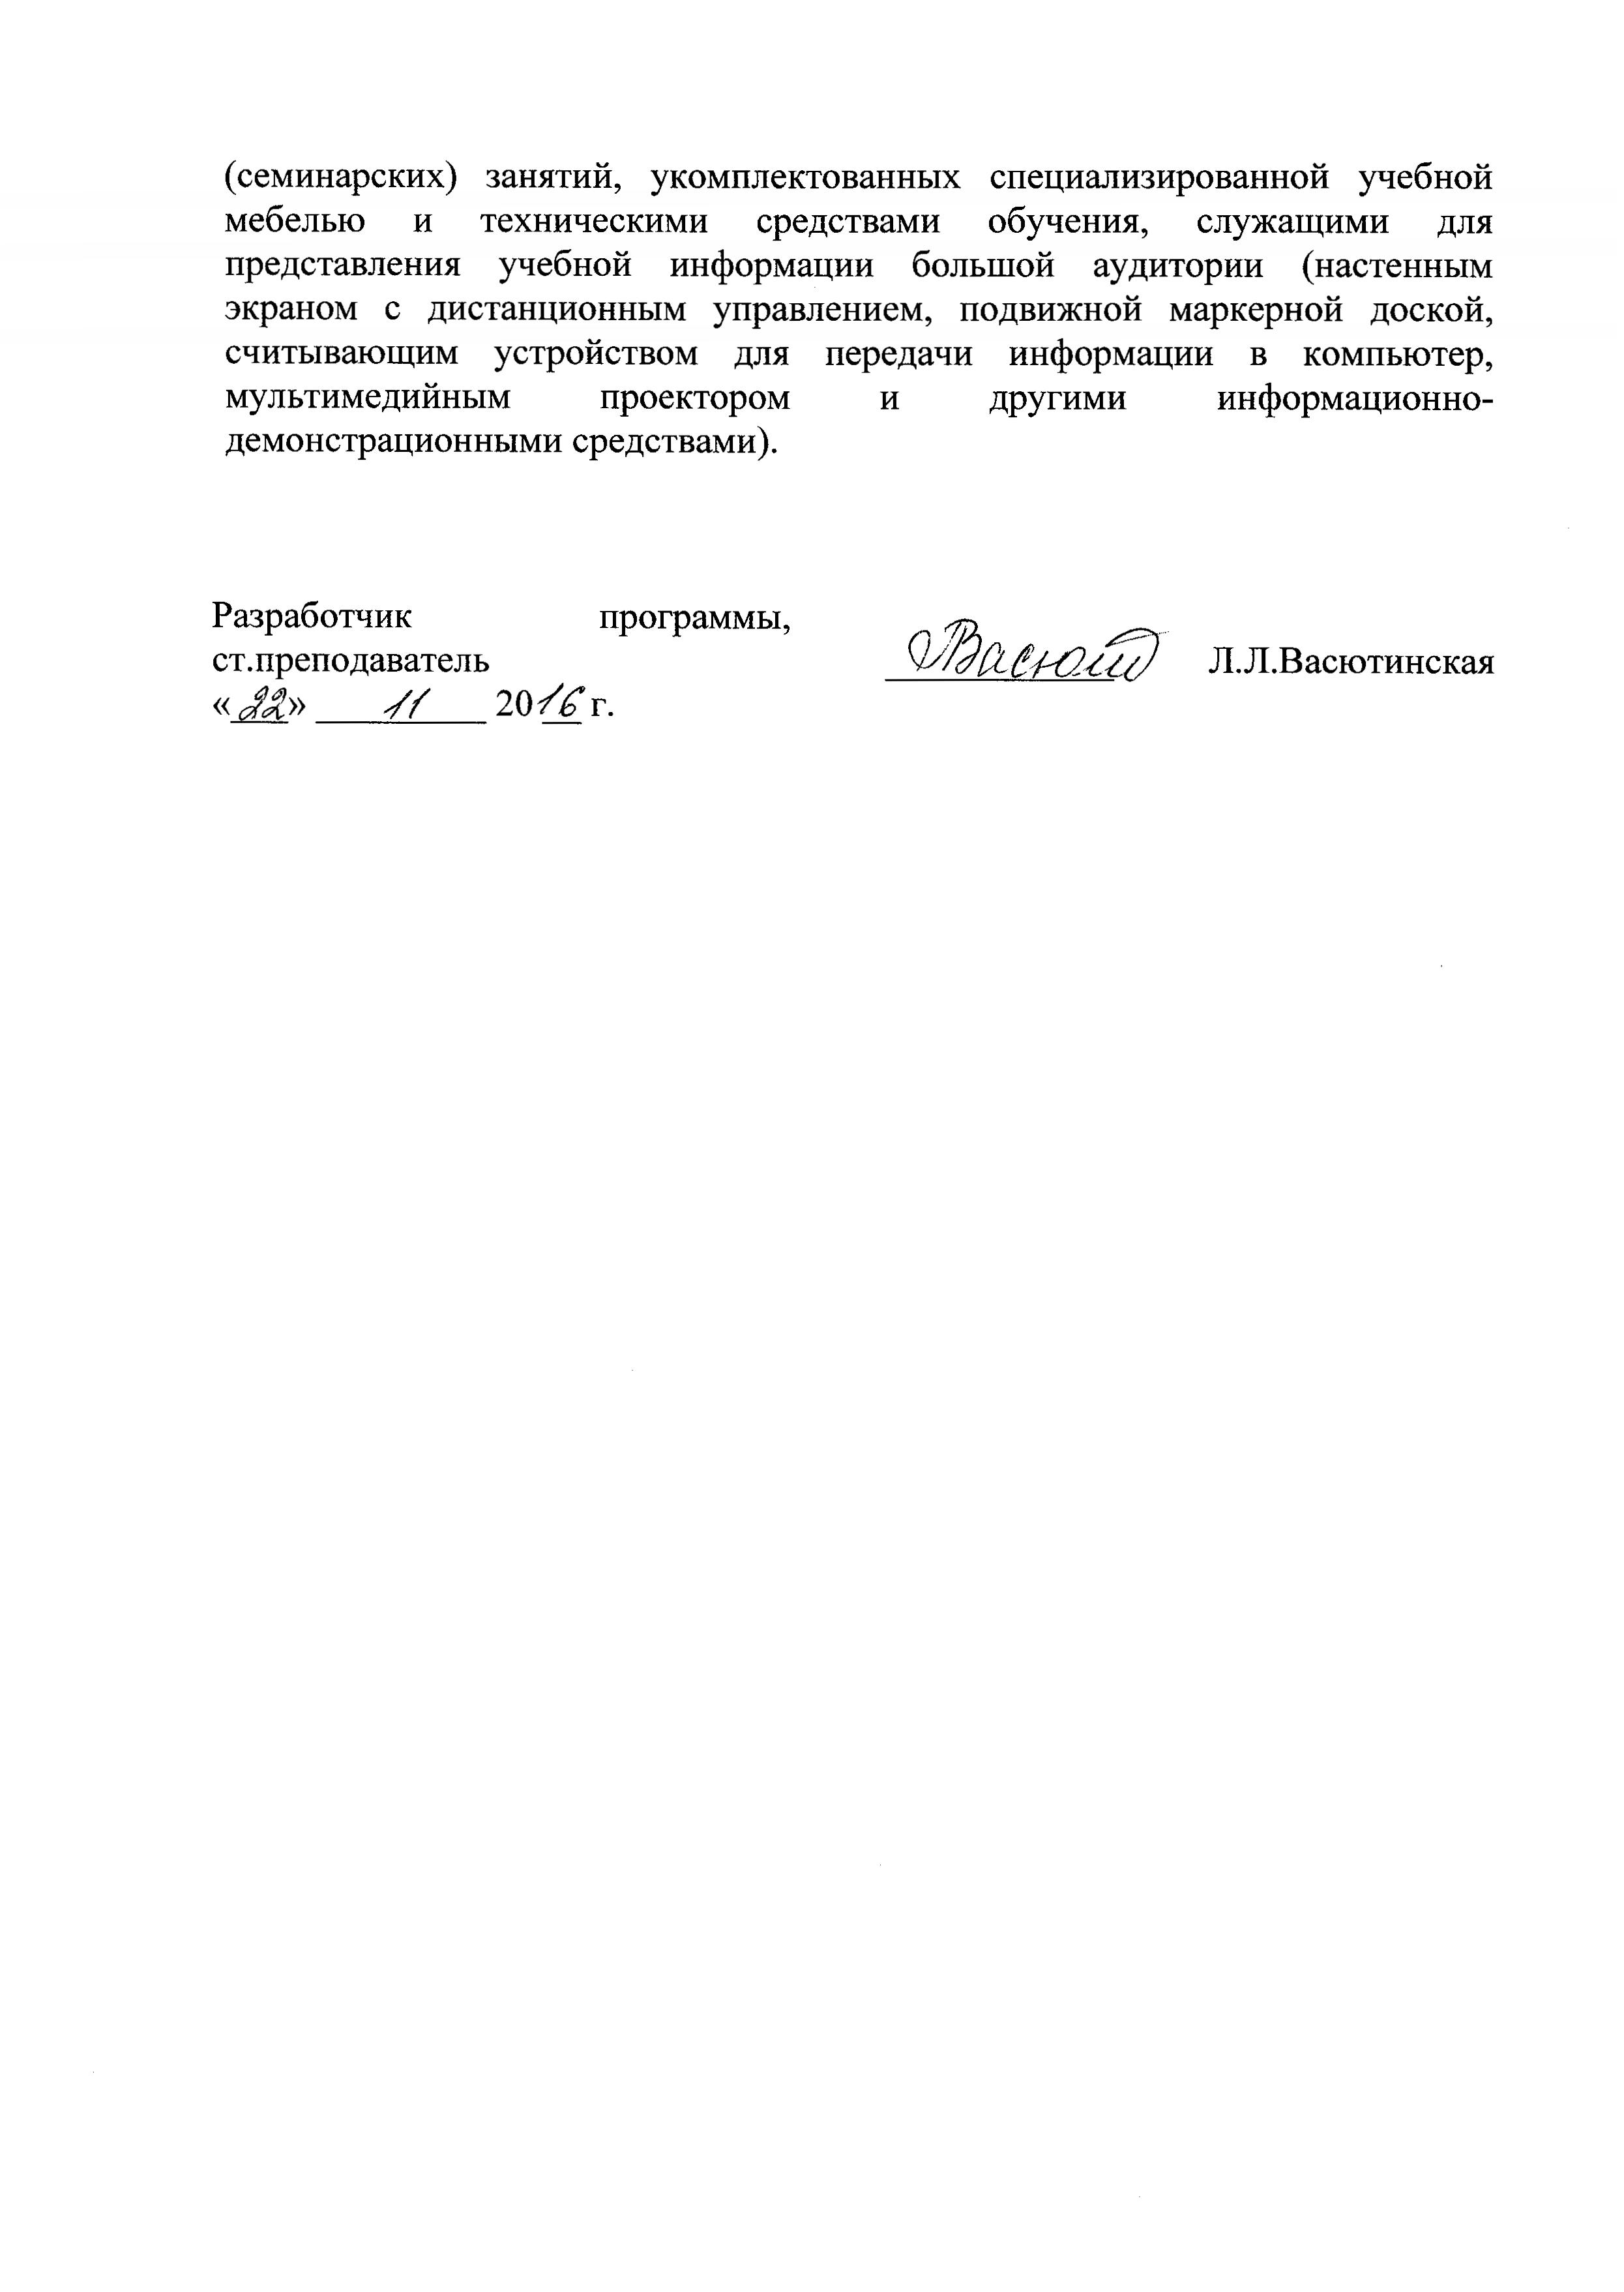 (семинарских) занятий, укомплектованных специализированной учебной
мебелью и техническими средствами обучения, служащими для
представления учебной информации большой аудитории (настенным
экраном с дистанционным управлением, подвижной маркерной доской,
считывающим устройством для передачи информации в компьютер,
мультимедийным проектором и другими информационно-
демонстрационными средствами).
Разработчик программы,
ст.преподаватель Васют Л.Л.Васютинская
«22» 11 2016 г.